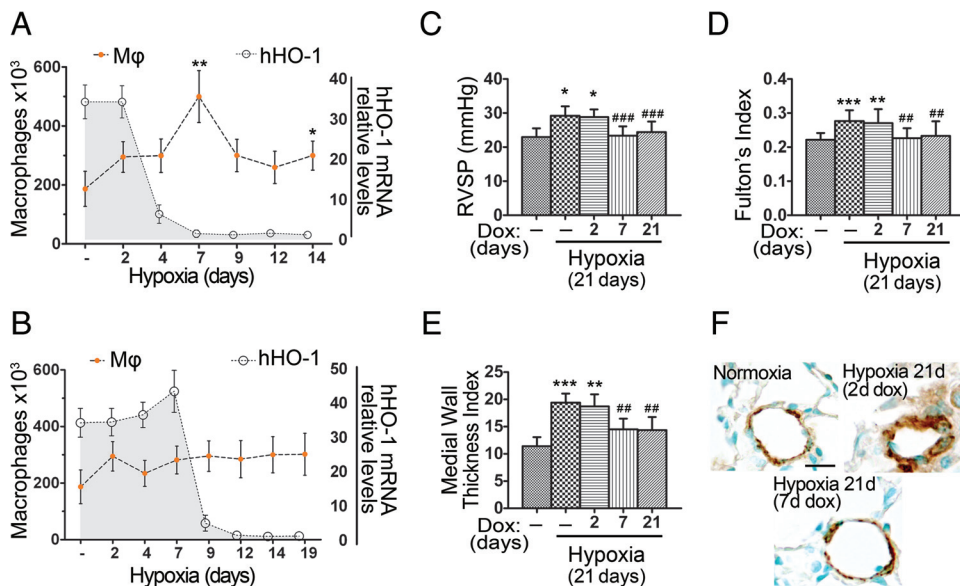 A
Mφ
hHO-1
**
*
600
400
200
0
Macrophages x10³
40
30
20
10
0
hHO-1 mRNA
relative levels
- 2 4 7 9 12 14
Hypoxia (days)
B
Mφ
hHO-1
600
400
200
0
Macrophages x10³
50
40
30
20
10
0
hHO-1 mRNA
relative levels
- 2 4 7 9 12 14 19
Hypoxia (days)
C
40
30
20
10
0
RVSP (mmHg)
* * ### ###
Dox: – – 2 7 21
(days)
Hypoxia
(21 days)
D
0.4
0.3
0.2
0.1
0.0
Fulton's Index
*** ** ## ##
Dox: – – 2 7 21
(days)
Hypoxia
(21 days)
E
25
20
15
10
5
0
Medial Wall
Thickness Index
*** ** ## ##
Dox: – – 2 7 21
(days)
Hypoxia
(21 days)
F
Normoxia
Hypoxia 21d
(2d dox)
Hypoxia 21d
(7d dox)